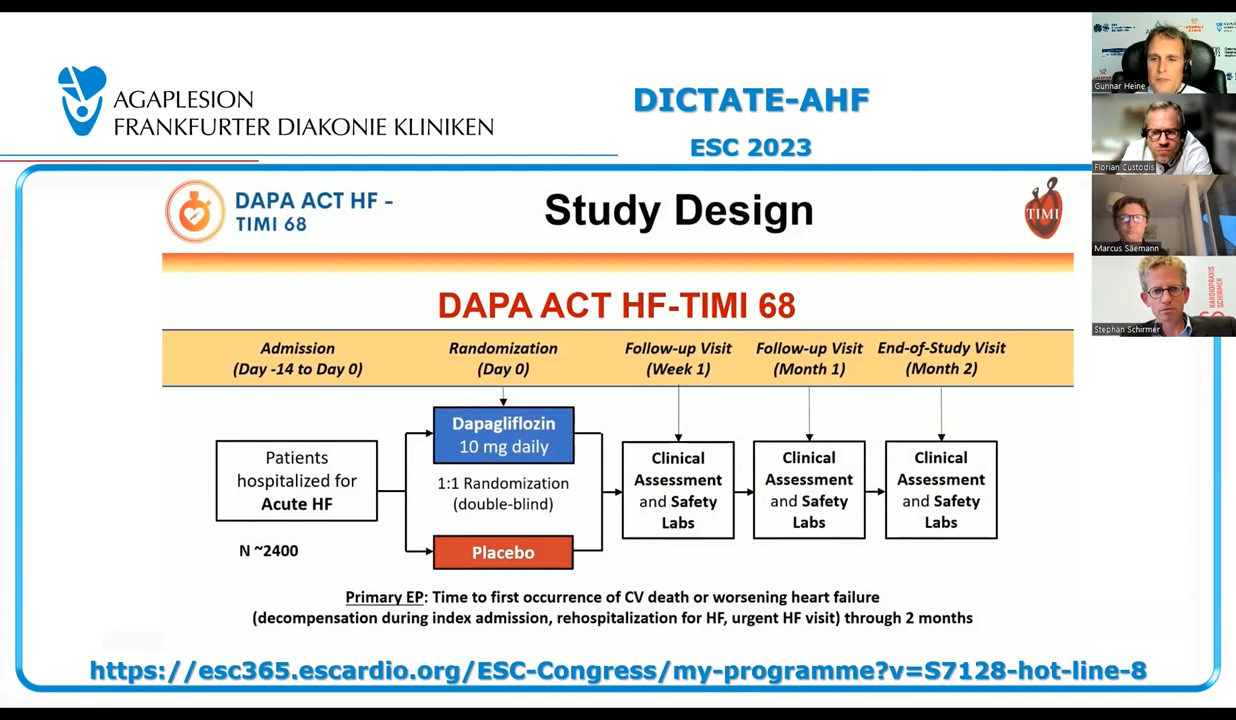 AGAPLESION
FRANKFURTER DIAKONIE KLINIKEN
DICTATE-AHF
ESC 2023
DAPA ACT HF -
TIMI 68
Study Design
TIMI
DAPA ACT HF-TIMI 68
Admission
(Day -14 to Day 0)
Randomization
(Day 0)
Follow-up Visit
(Week 1)
Follow-up Visit
(Month 1)
End-of-Study Visit
(Month 2)
Patients
hospitalized for
Acute HF
N ~2400
Dapagliflozin
10 mg daily
1:1 Randomization
(double-blind)
Placebo
Clinical
Assessment
and Safety
Labs
Clinical
Assessment
and Safety
Labs
Clinical
Assessment
and Safety
Labs
Primary EP: Time to first occurrence of CV death or worsening heart failure
(decompensation during index admission, rehospitalization for HF, urgent HF visit) through 2 months
https://esc365.escardio.org/ESC-Congress/my-programme?v=S7128-hot-line-8
Gunnar Heine
Florian Custodis
Marcus Säemann
Stephan Schirmer
KARDIOPRAXIS
SCHIRMER